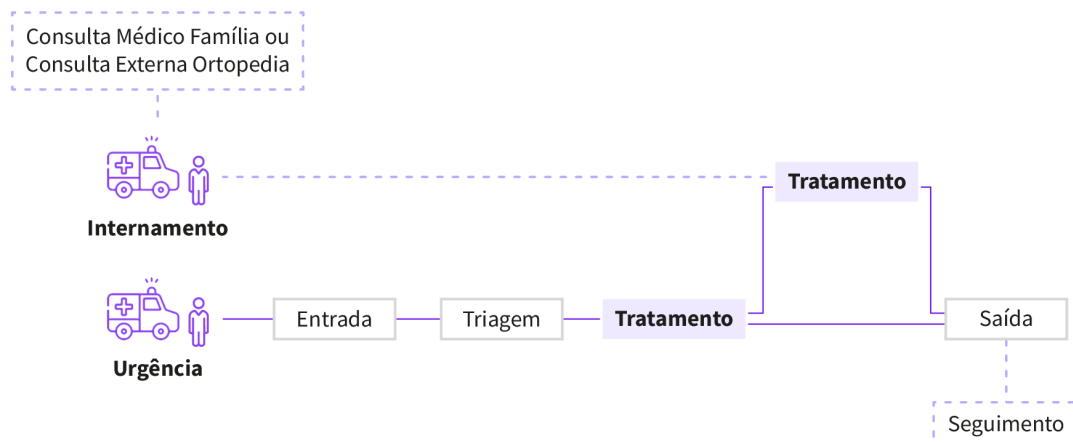 Consulta Médico Família ou
Consulta Externa Ortopedia
Tratamento
Internamento
Entrada
Triagem
Tratamento
Saída
Urgência
Seguimento